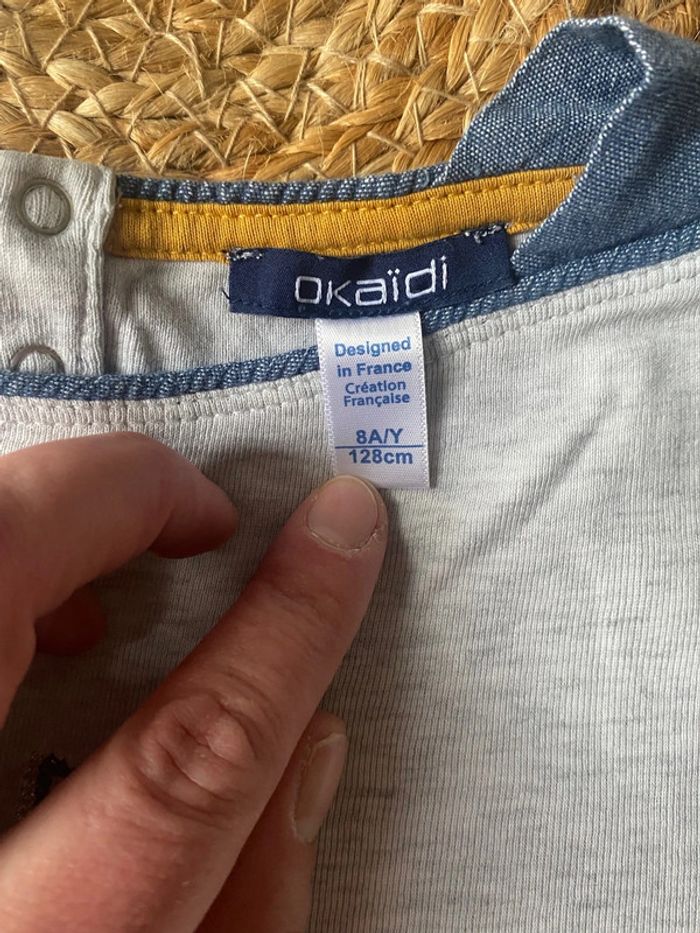 okaïdi
Designed
in France
Création
Française
8A/Y
128cm